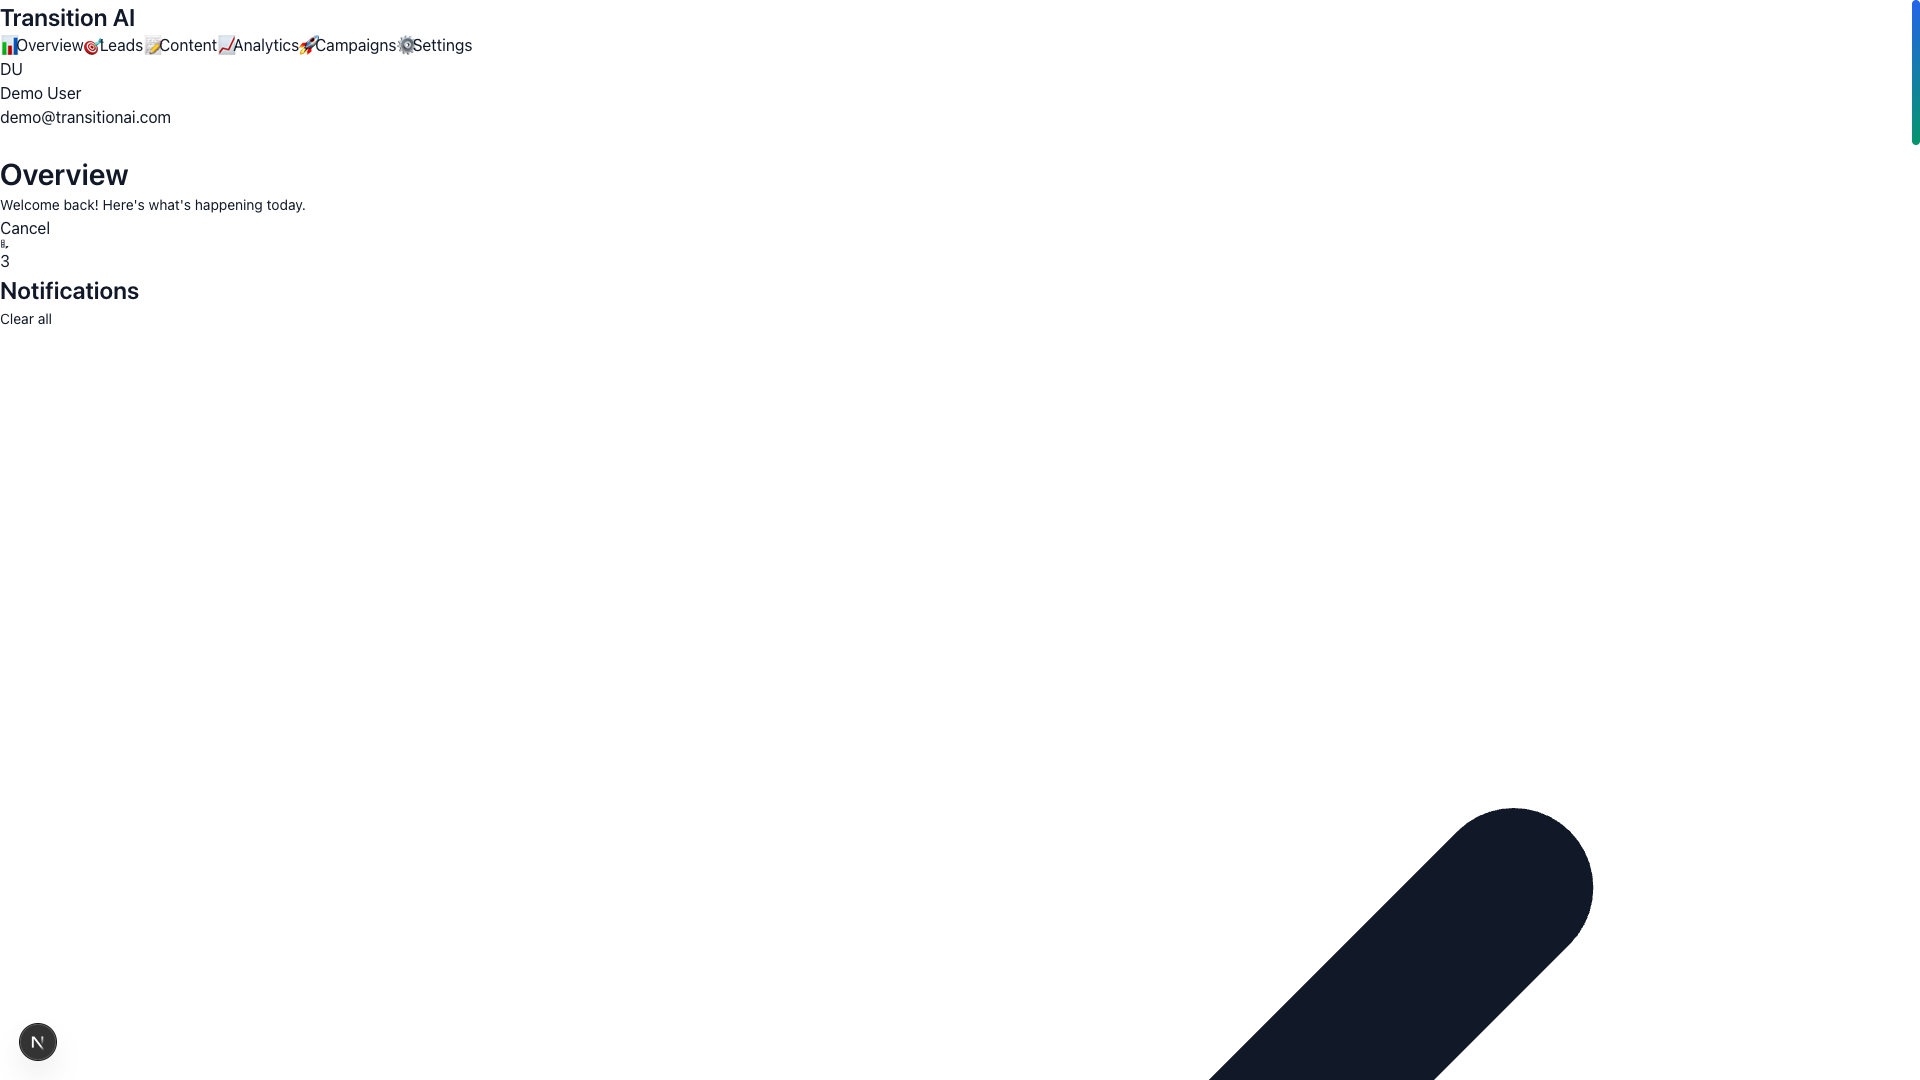 Transition AI
📊Overview🎯Leads📝Content📈Analytics🚀Campaigns⚙️Settings
DU
Demo User
demo@transitionai.com
Overview
Welcome back! Here's what's happening today.
Cancel
3
Notifications
Clear all
N